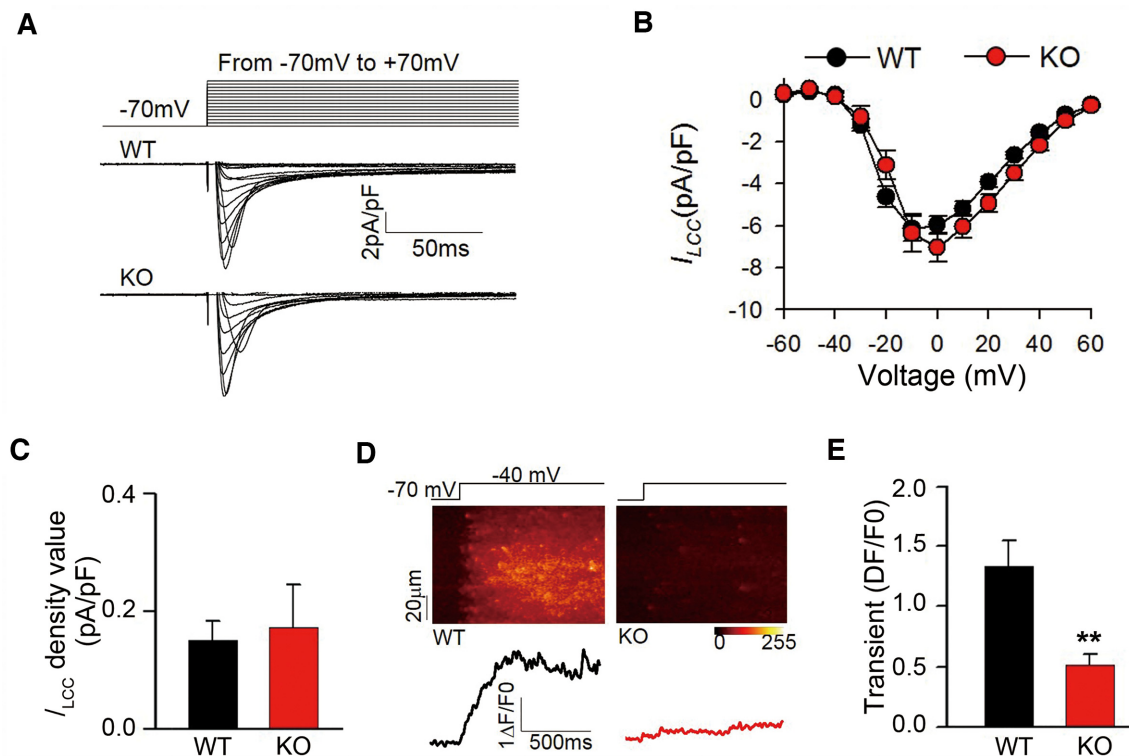 A
From -70mV to +70mV
-70mV
WT
2pA/pF
50ms
KO
B
WT
KO
0
-2
-4
-6
-8
-10
I_LCC(pA/pF)
-60
-40
-20
0
20
40
60
Voltage (mV)
C
0.4
0.2
0.0
I_LCC density value
(pA/pF)
WT
KO
D
-70 mV
-40 mV
20μm
WT
KO
0
255
1ΔF/F0
500ms
E
2.0
1.5
1.0
0.5
0.0
Transient (DF/F0)
**
WT
KO